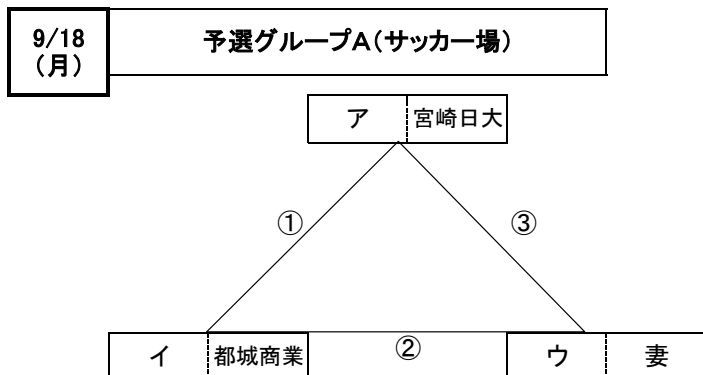 9/18
（月）
予選グループA（サッカー場）
ア 宮崎日大
①
③
イ 都城商業
②
ウ 妻